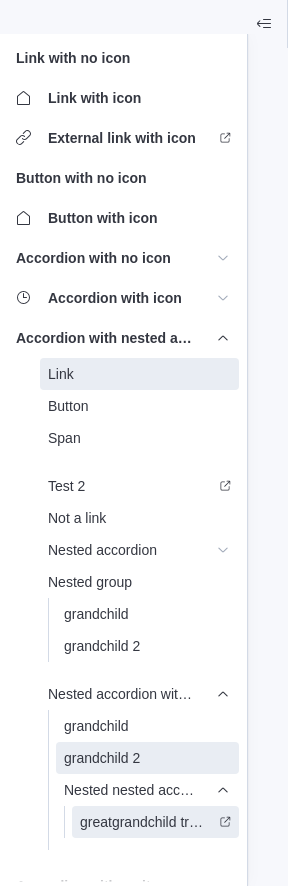 Link with no icon
Link with icon
External link with icon
Button with no icon
Button with icon
Accordion with no icon
Accordion with icon
Accordion with nested a...
Link
Button
Span
Test 2
Not a link
Nested accordion
Nested group
grandchild
grandchild 2
Nested accordion wit...
grandchild
grandchild 2
Nested nested acc...
greatgrandchild tr...